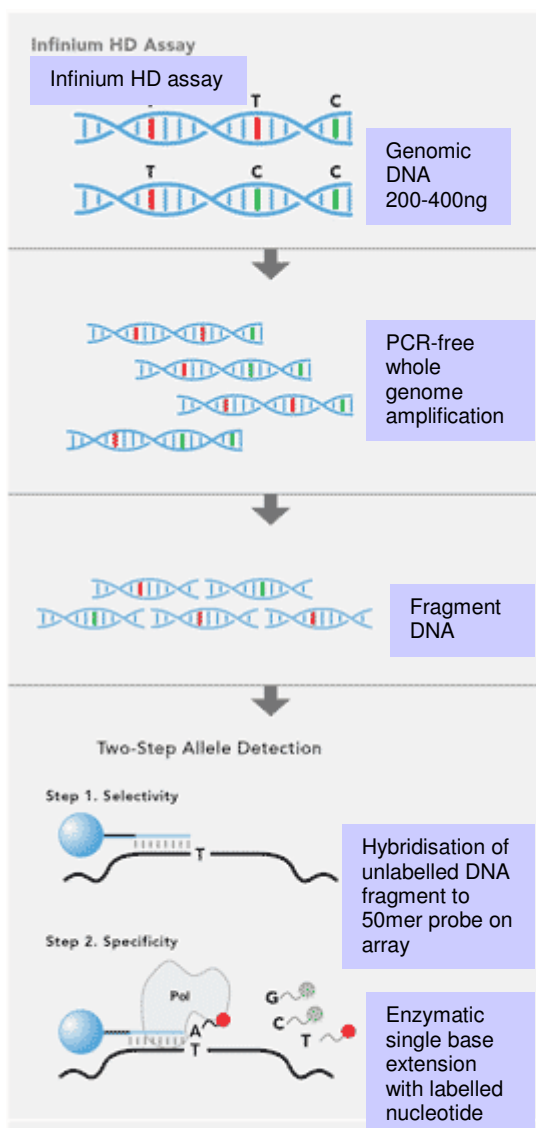 Infinium HD Assay
Infinium HD assay
T C
T C C
Genomic
DNA
200-400ng
PCR-free
whole
genome
amplification
Fragment
DNA
Two-Step Allele Detection
Step 1. Selectivity
T
Hybridisation of
unlabelled DNA
fragment to
50mer probe on
array
Step 2. Specificity
Pol
G
A
C
T
T
Enzymatic
single base
extension
with labelled
nucleotide